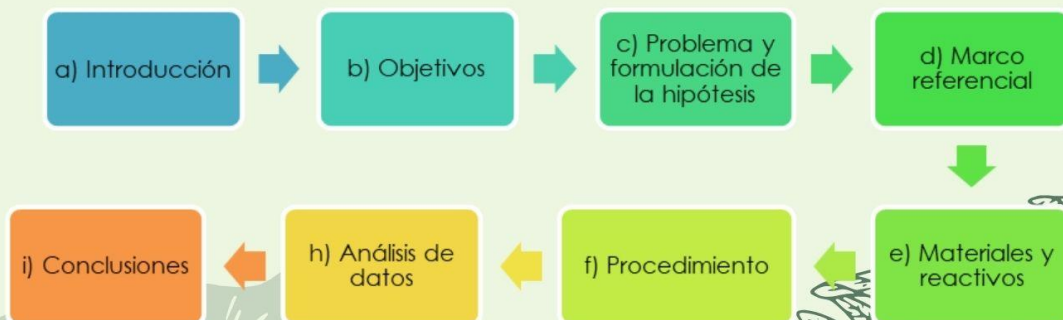 a) Introducción
b) Objetivos
c) Problema y
formulación de
la hipótesis
d) Marco
referencial
e) Materiales y
reactivos
f) Procedimiento
h) Análisis de
datos
i) Conclusiones